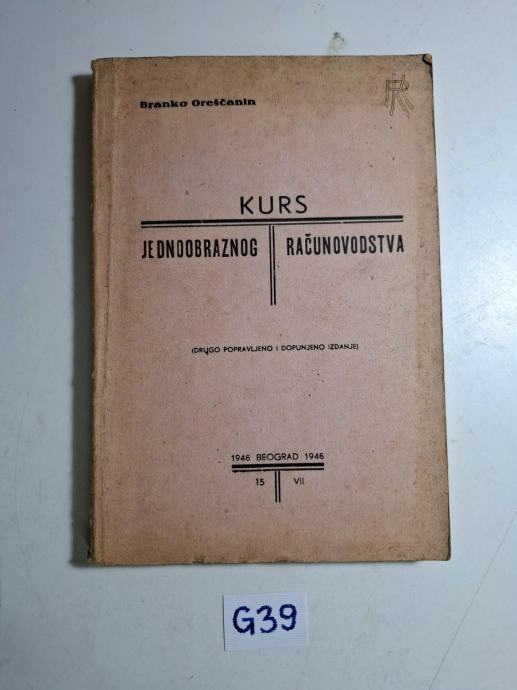 Branko Oreščanin
KURS
JEDNOOBRAZNOG RAČUNOVODSTVA
(DRUGO POPRAVLJENO I DOPUNJENO IZDANJE)
1946 BEOGRAD 1946
15 VII
G39